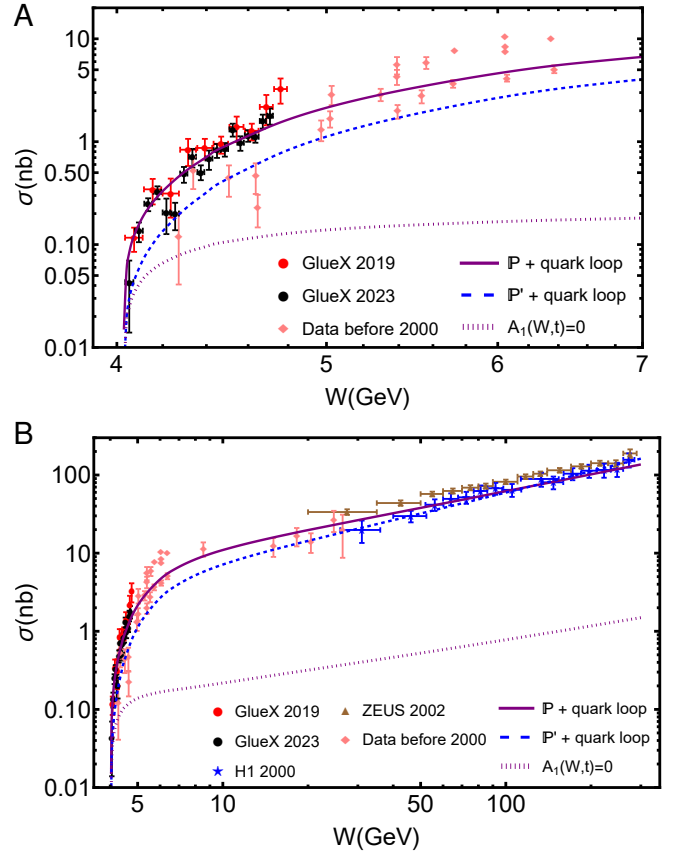 A
10
5
1
0.50
0.10
0.05
0.01
σ(nb)
GlueX 2019
GlueX 2023
Data before 2000
ℙ + quark loop
ℙ' + quark loop
A₁(W,t)=0
4
5
6
7
W(GeV)
B
100
10
1
0.10
0.01
σ(nb)
GlueX 2019
GlueX 2023
H1 2000
ZEUS 2002
Data before 2000
ℙ + quark loop
ℙ' + quark loop
A₁(W,t)=0
5
10
50
100
W(GeV)